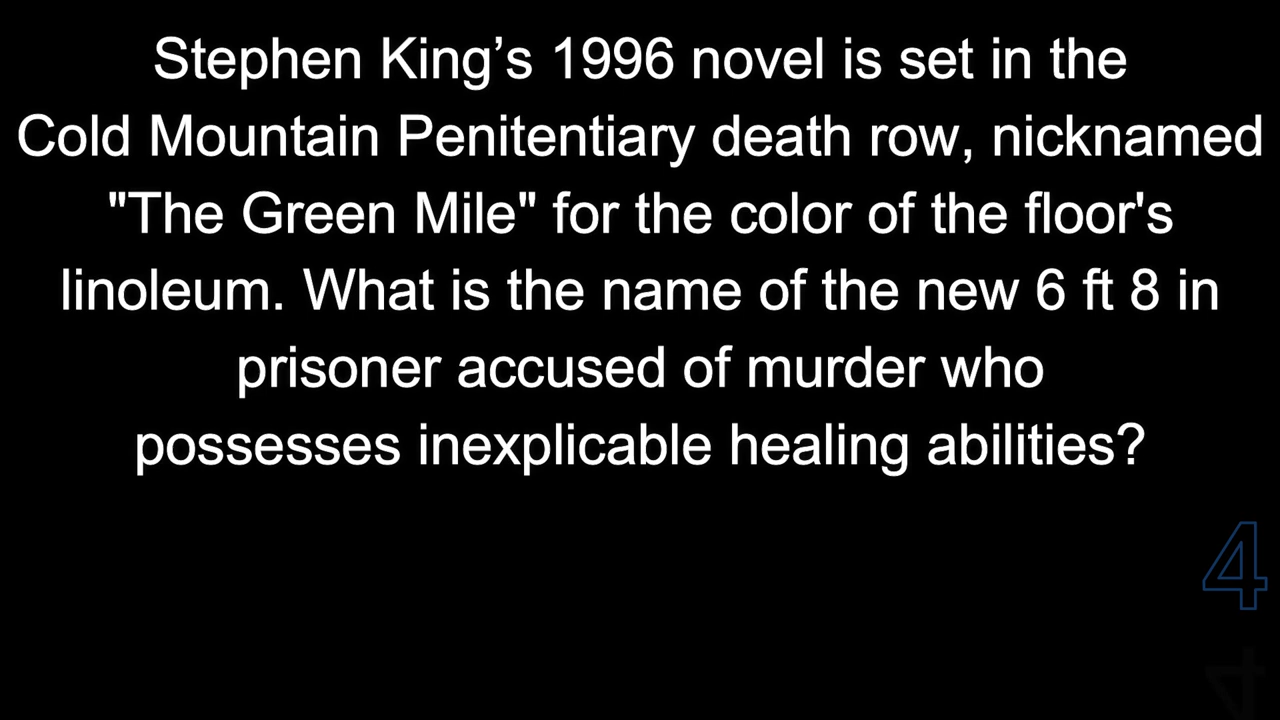 Stephen King’s 1996 novel is set in the
Cold Mountain Penitentiary death row, nicknamed
"The Green Mile" for the color of the floor's
linoleum. What is the name of the new 6 ft 8 in
prisoner accused of murder who
possesses inexplicable healing abilities?
4